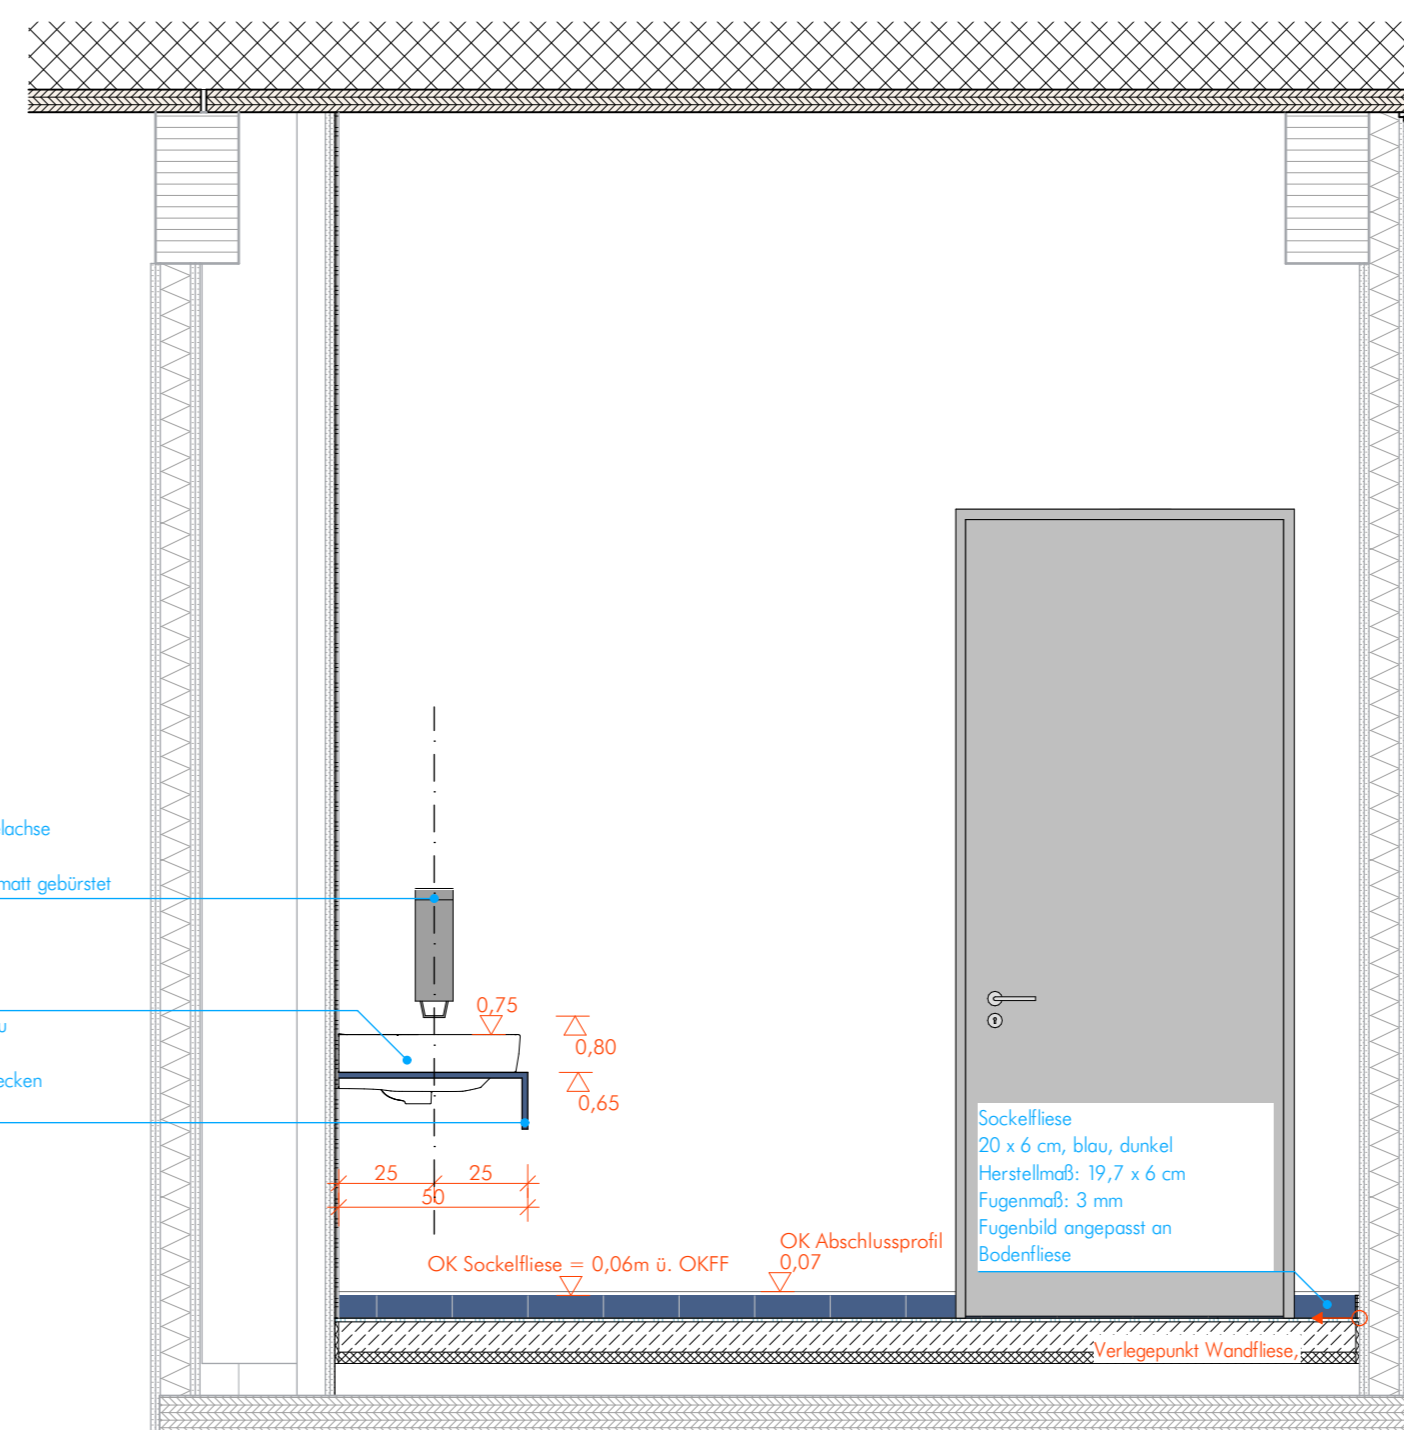 matt gebürstet
0,75
0,80
0,65
25
25
50
OK Sockelfliese = 0,06m ü. OKFF
OK Abschlussprofil
0,07
Sockelfliese
20 x 6 cm, blau, dunkel
Herstellmaß: 19,7 x 6 cm
Fugenmaß: 3 mm
Fugenbild angepasst an
Bodenfliese
Verlegepunkt Wandfliese,